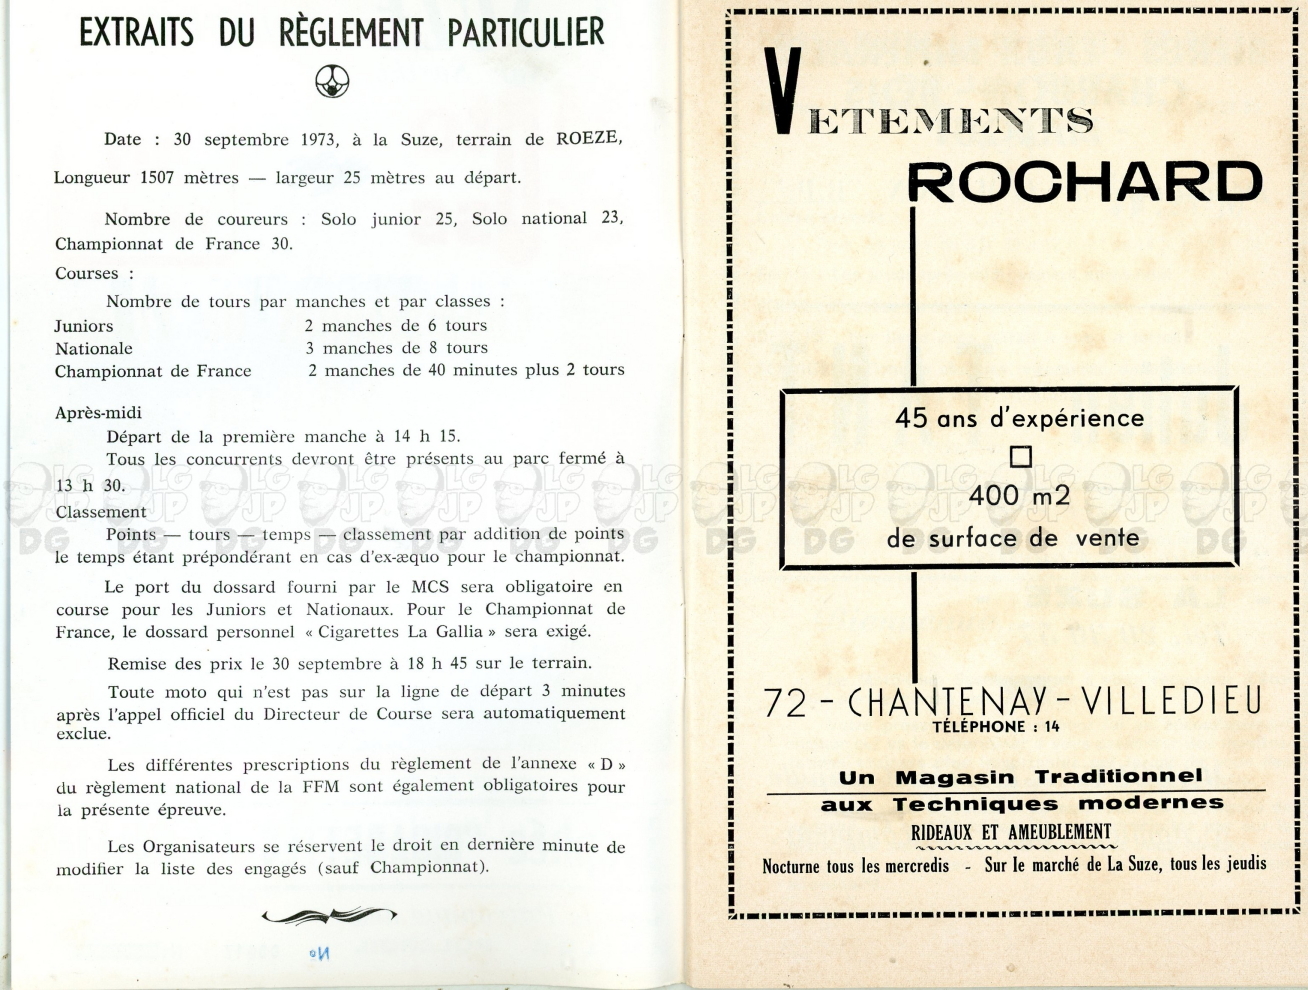 EXTRAITS DU RÈGLEMENT PARTICULIER
Date : 30 septembre 1973, à la Suze, terrain de ROEZE,
Longueur 1507 mètres — largeur 25 mètres au départ.
Nombre de coureurs : Solo junior 25, Solo national 23,
Championnat de France 30.
Courses :
Nombre de tours par manches et par classes :
Juniors 2 manches de 6 tours
Nationale 3 manches de 8 tours
Championnat de France 2 manches de 40 minutes plus 2 tours
Après-midi
Départ de la première manche à 14 h 15.
Tous les concurrents devront être présents au parc fermé à
13 h 30.
Classement
Points — tours — temps — classement par addition de points
le temps étant prépondérant en cas d'ex-æquo pour le championnat.
Le port du dossard fourni par le MCS sera obligatoire en
course pour les Juniors et Nationaux. Pour le Championnat de
France, le dossard personnel « Cigarettes La Gallia » sera exigé.
Remise des prix le 30 septembre à 18 h 45 sur le terrain.
Toute moto qui n'est pas sur la ligne de départ 3 minutes
après l'appel officiel du Directeur de Course sera automatiquement
exclue.
Les différentes prescriptions du règlement de l'annexe « D »
du règlement national de la FFM sont également obligatoires pour
la présente épreuve.
Les Organisateurs se réservent le droit en dernière minute de
modifier la liste des engagés (sauf Championnat).
No
VETEMENTS
ROCHARD
45 ans d'expérience
400 m2
de surface de vente
72 - CHANTENAY - VILLEDIEU
TÉLÉPHONE : 14
Un Magasin Traditionnel
aux Techniques modernes
RIDEAUX ET AMEUBLEMENT
Nocturne tous les mercredis - Sur le marché de La Suze, tous les jeudis
LG JP DG